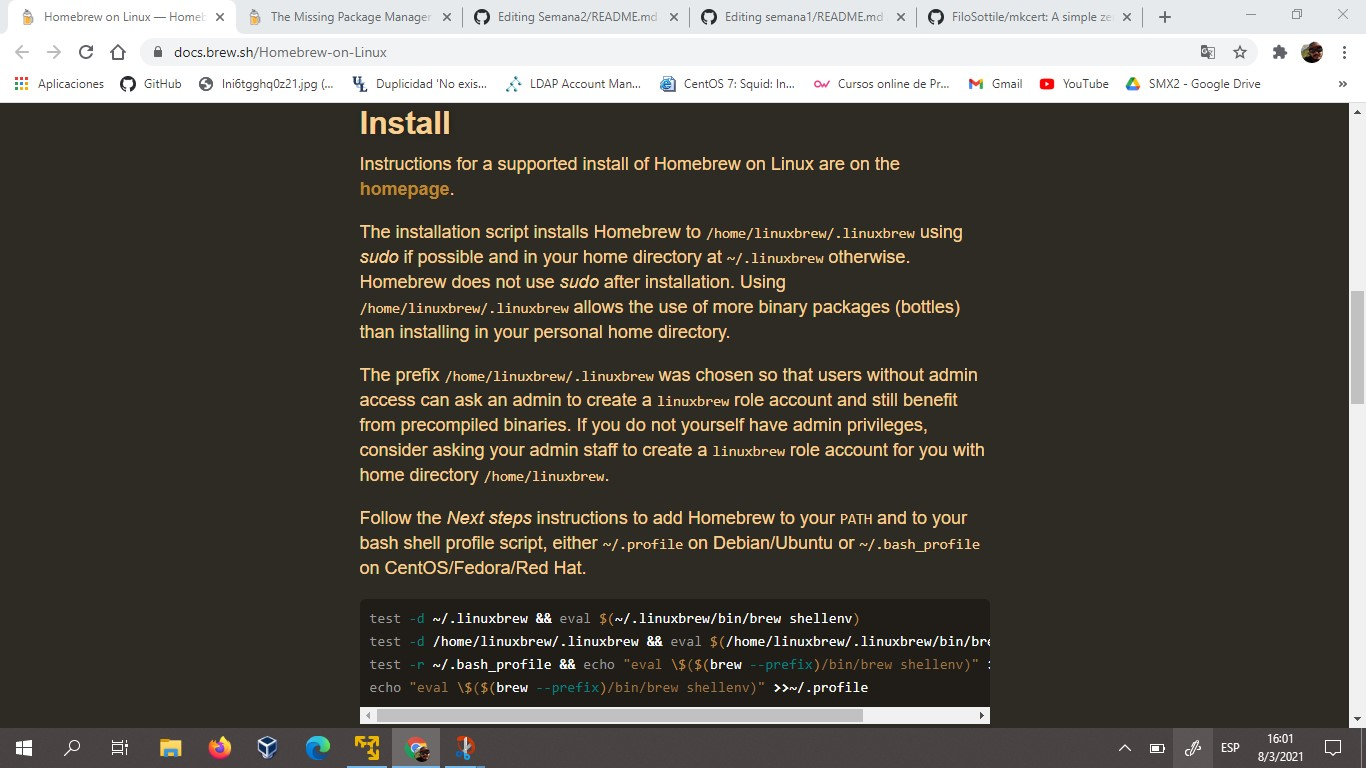 Homebrew on Linux — Homeb
The Missing Package Manager
Editing Semana2/README.md
Editing semana1/README.md
FiloSottile/mkcert: A simple ze
docs.brew.sh/Homebrew-on-Linux
Aplicaciones
GitHub
lni6tgghq0z21.jpg (...
Duplicidad 'No exis...
LDAP Account Man...
CentOS 7: Squid: In...
Cursos online de Pr...
Gmail
YouTube
SMX2 - Google Drive
»
Install
Instructions for a supported install of Homebrew on Linux are on the
homepage.
The installation script installs Homebrew to /home/linuxbrew/.linuxbrew using
sudo if possible and in your home directory at ~/.linuxbrew otherwise.
Homebrew does not use sudo after installation. Using
/home/linuxbrew/.linuxbrew allows the use of more binary packages (bottles)
than installing in your personal home directory.
The prefix /home/linuxbrew/.linuxbrew was chosen so that users without admin
access can ask an admin to create a linuxbrew role account and still benefit
from precompiled binaries. If you do not yourself have admin privileges,
consider asking your admin staff to create a linuxbrew role account for you with
home directory /home/linuxbrew.
Follow the Next steps instructions to add Homebrew to your PATH and to your
bash shell profile script, either ~/.profile on Debian/Ubuntu or ~/.bash_profile
on CentOS/Fedora/Red Hat.
test -d ~/.linuxbrew && eval $(~/.linuxbrew/bin/brew shellenv)
test -d /home/linuxbrew/.linuxbrew && eval $(/home/linuxbrew/.linuxbrew/bin/bre
test -r ~/.bash_profile && echo "eval \$($(brew --prefix)/bin/brew shellenv)" >
echo "eval \$($(brew --prefix)/bin/brew shellenv)" >>~/.profile
ESP
16:01
8/3/2021